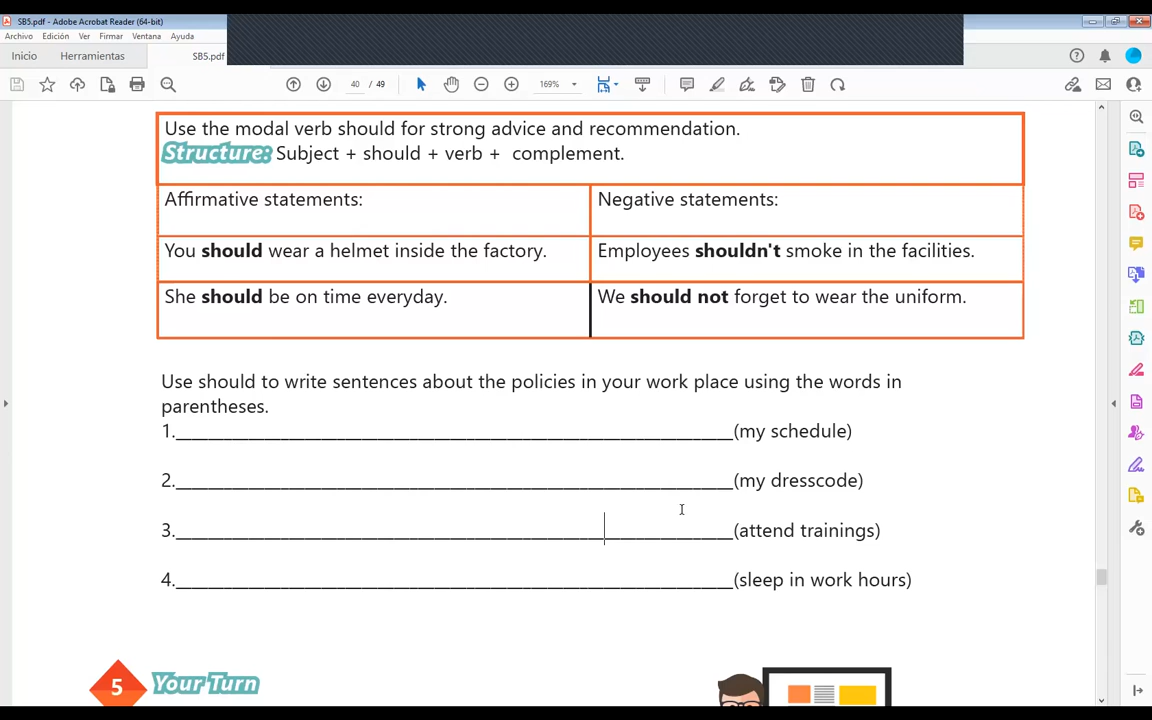 SB5.pdf - Adobe Acrobat Reader (64-bit)
Archivo Edición Ver Firmar Ventana Ayuda
Inicio Herramientas SB5.pdf
40 / 49 169%
Use the modal verb should for strong advice and recommendation.
Structure: Subject + should + verb + complement.
Affirmative statements: Negative statements:
You should wear a helmet inside the factory. Employees shouldn't smoke in the facilities.
She should be on time everyday. We should not forget to wear the uniform.
Use should to write sentences about the policies in your work place using the words in
parentheses.
1.______________________________________________(my schedule)
2.______________________________________________(my dresscode)
3.______________________________________________(attend trainings)
4.______________________________________________(sleep in work hours)
5 Your Turn